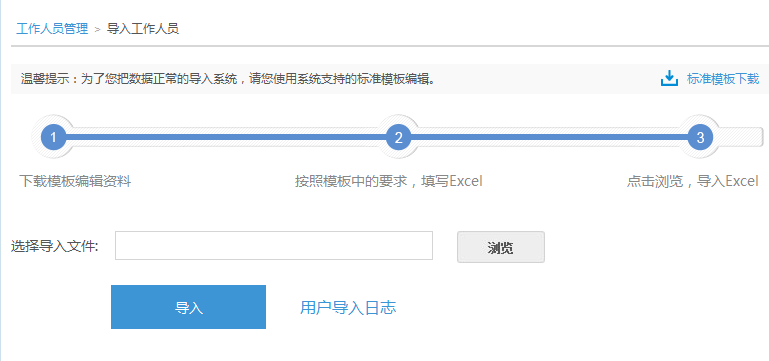 工作人员管理 > 导入工作人员
温馨提示：为了您把数据正常的导入系统，请您使用系统支持的标准模板编辑。 标准模板下载
1 2 3
下载模板编辑资料 按照模板中的要求，填写Excel 点击浏览，导入Excel
选择导入文件: 浏览
导入 用户导入日志